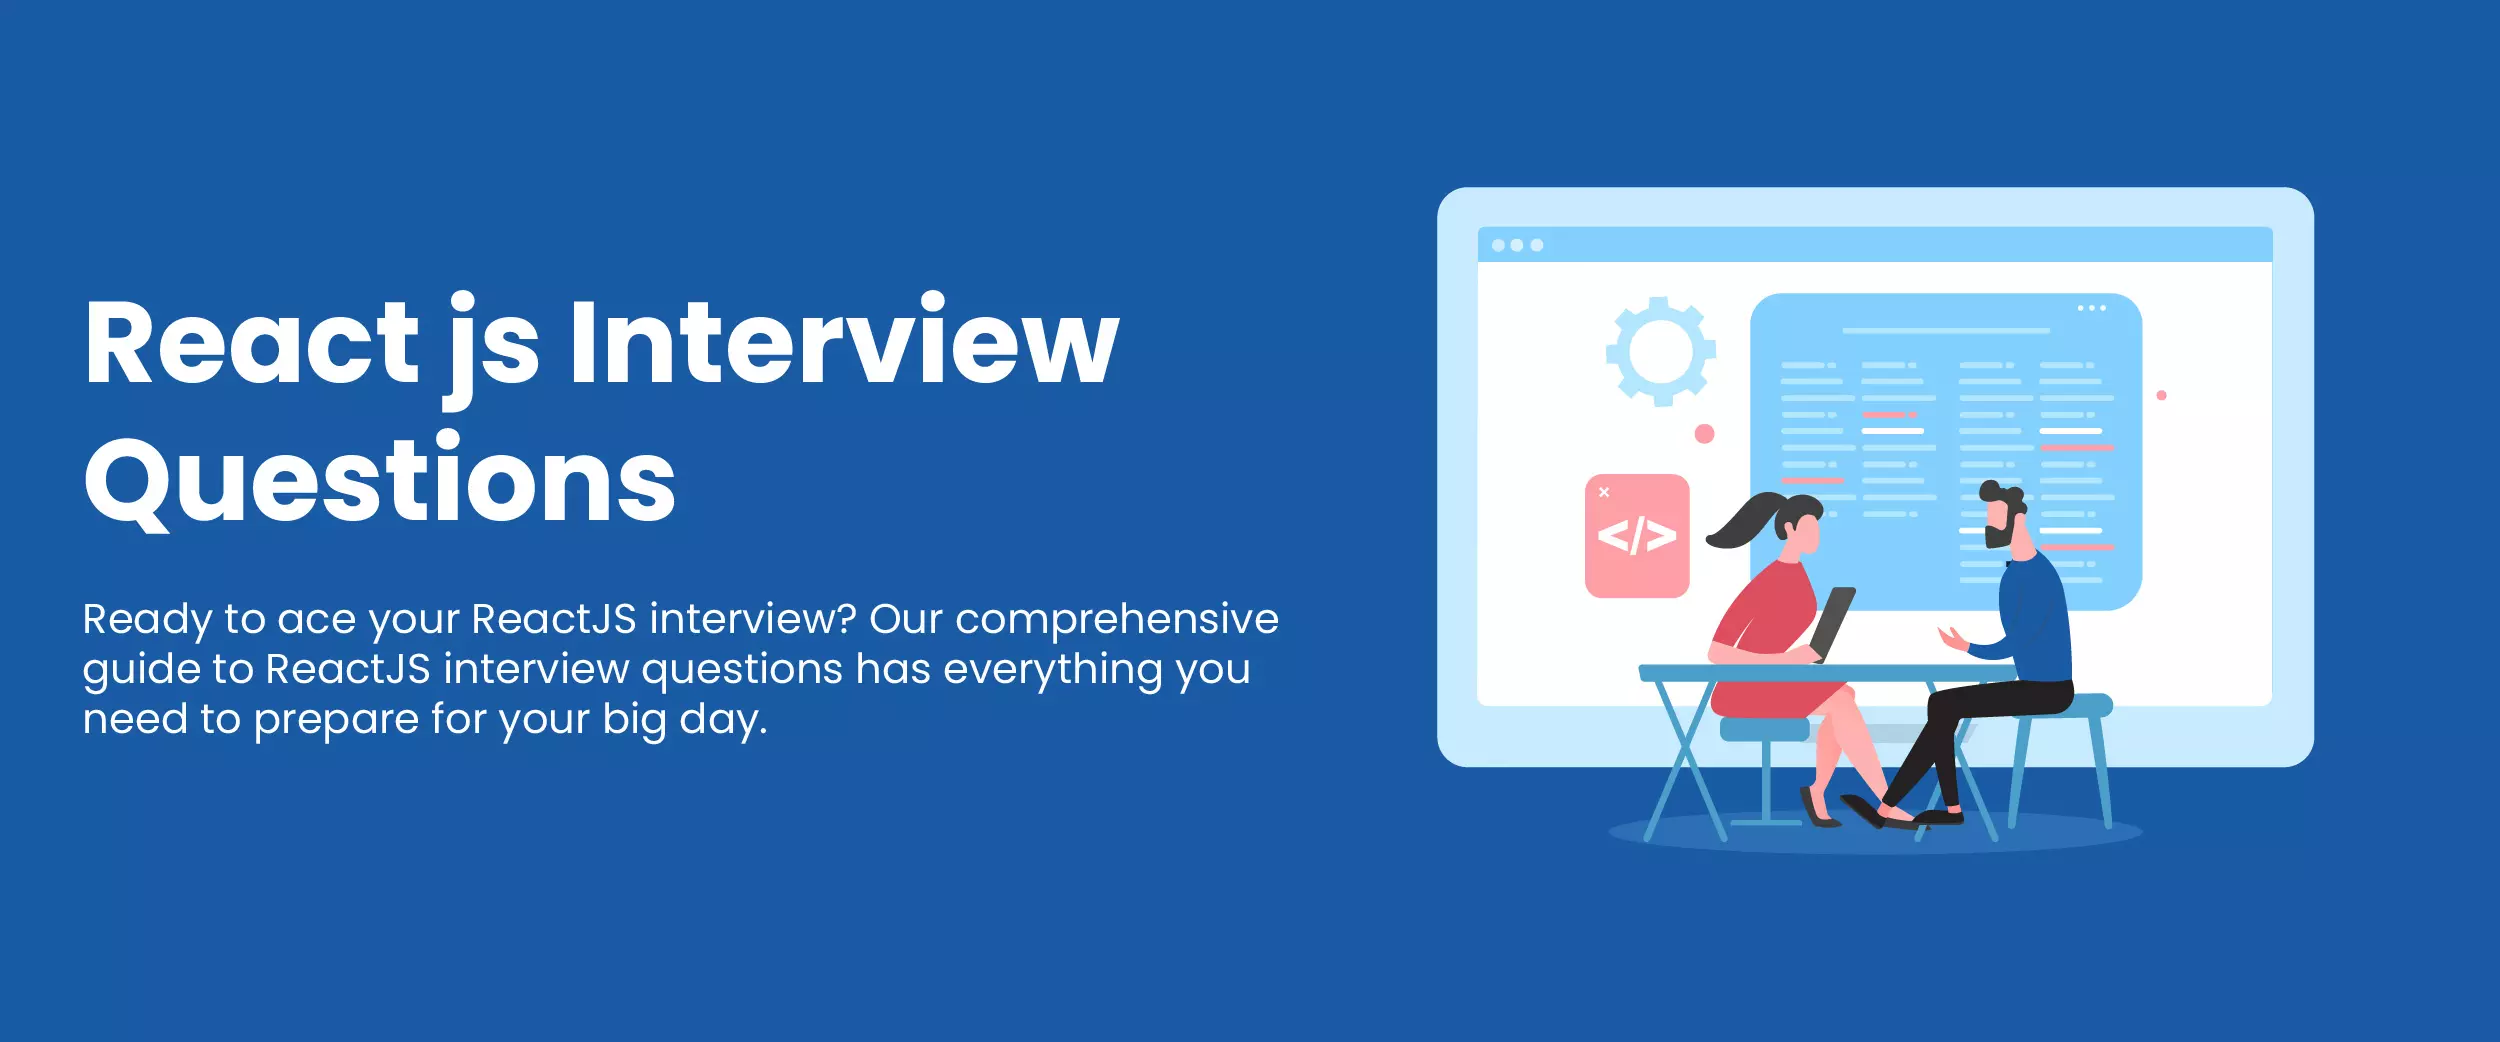 React js Interview
Questions
Ready to ace your ReactJS interview? Our comprehensive
guide to ReactJS interview questions has everything you
need to prepare for your big day.
</>